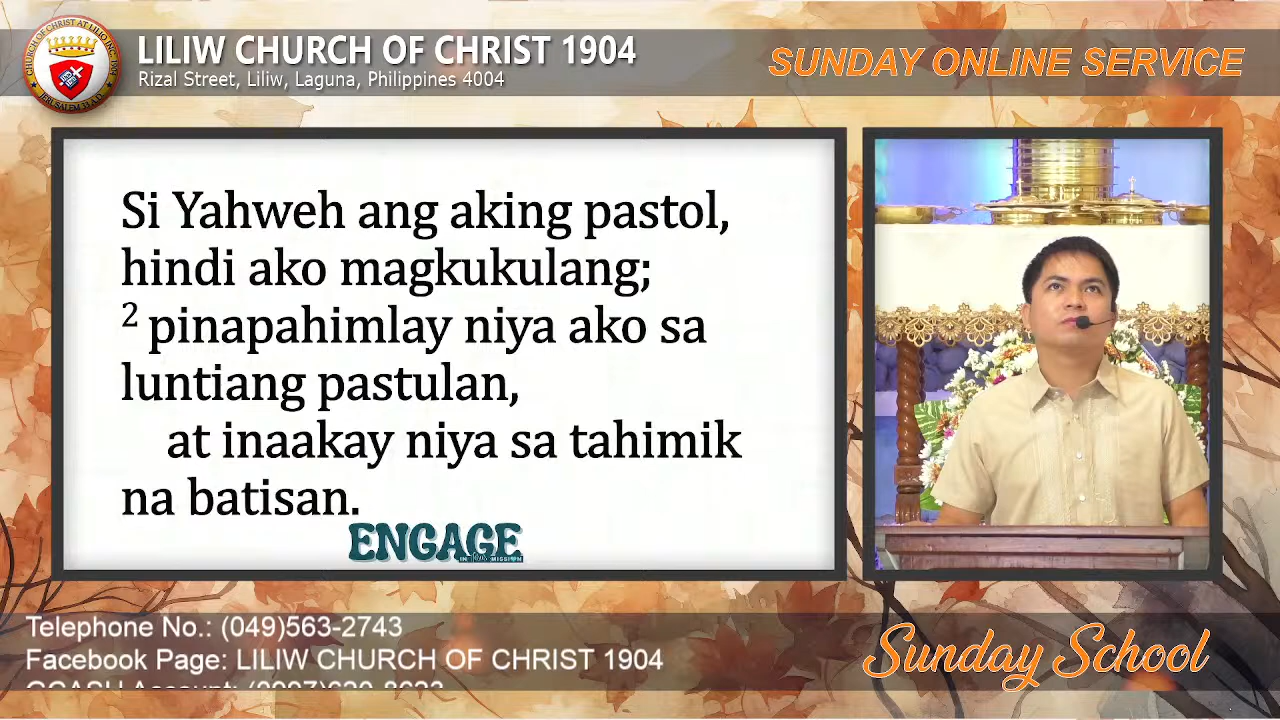 LILIW CHURCH OF CHRIST 1904
Rizal Street, Liliw, Laguna, Philippines 4004
SUNDAY ONLINE SERVICE
Si Yahweh ang aking pastol,
hindi ako magkukulang;
2 pinapahimlay niya ako sa
luntiang pastulan,
at inaakay niya sa tahimik
na batisan.
ENGAGE
Telephone No.: (049)563-2743
Facebook Page: LILIW CHURCH OF CHRIST 1904
Sunday School